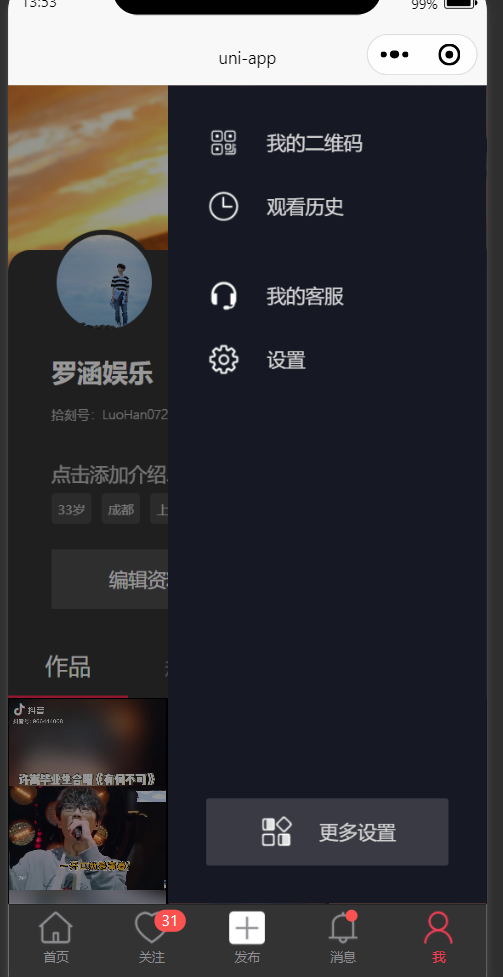 13:53
99%
uni-app
我的二维码
观看历史
我的客服
设置
罗涵娱乐
拾刻号：LuoHan072
点击添加介绍
33岁
成都
上
编辑资
作品
抖音
许嵩毕业生合唱《有何不可》
更多设置
31
首页
关注
发布
消息
我